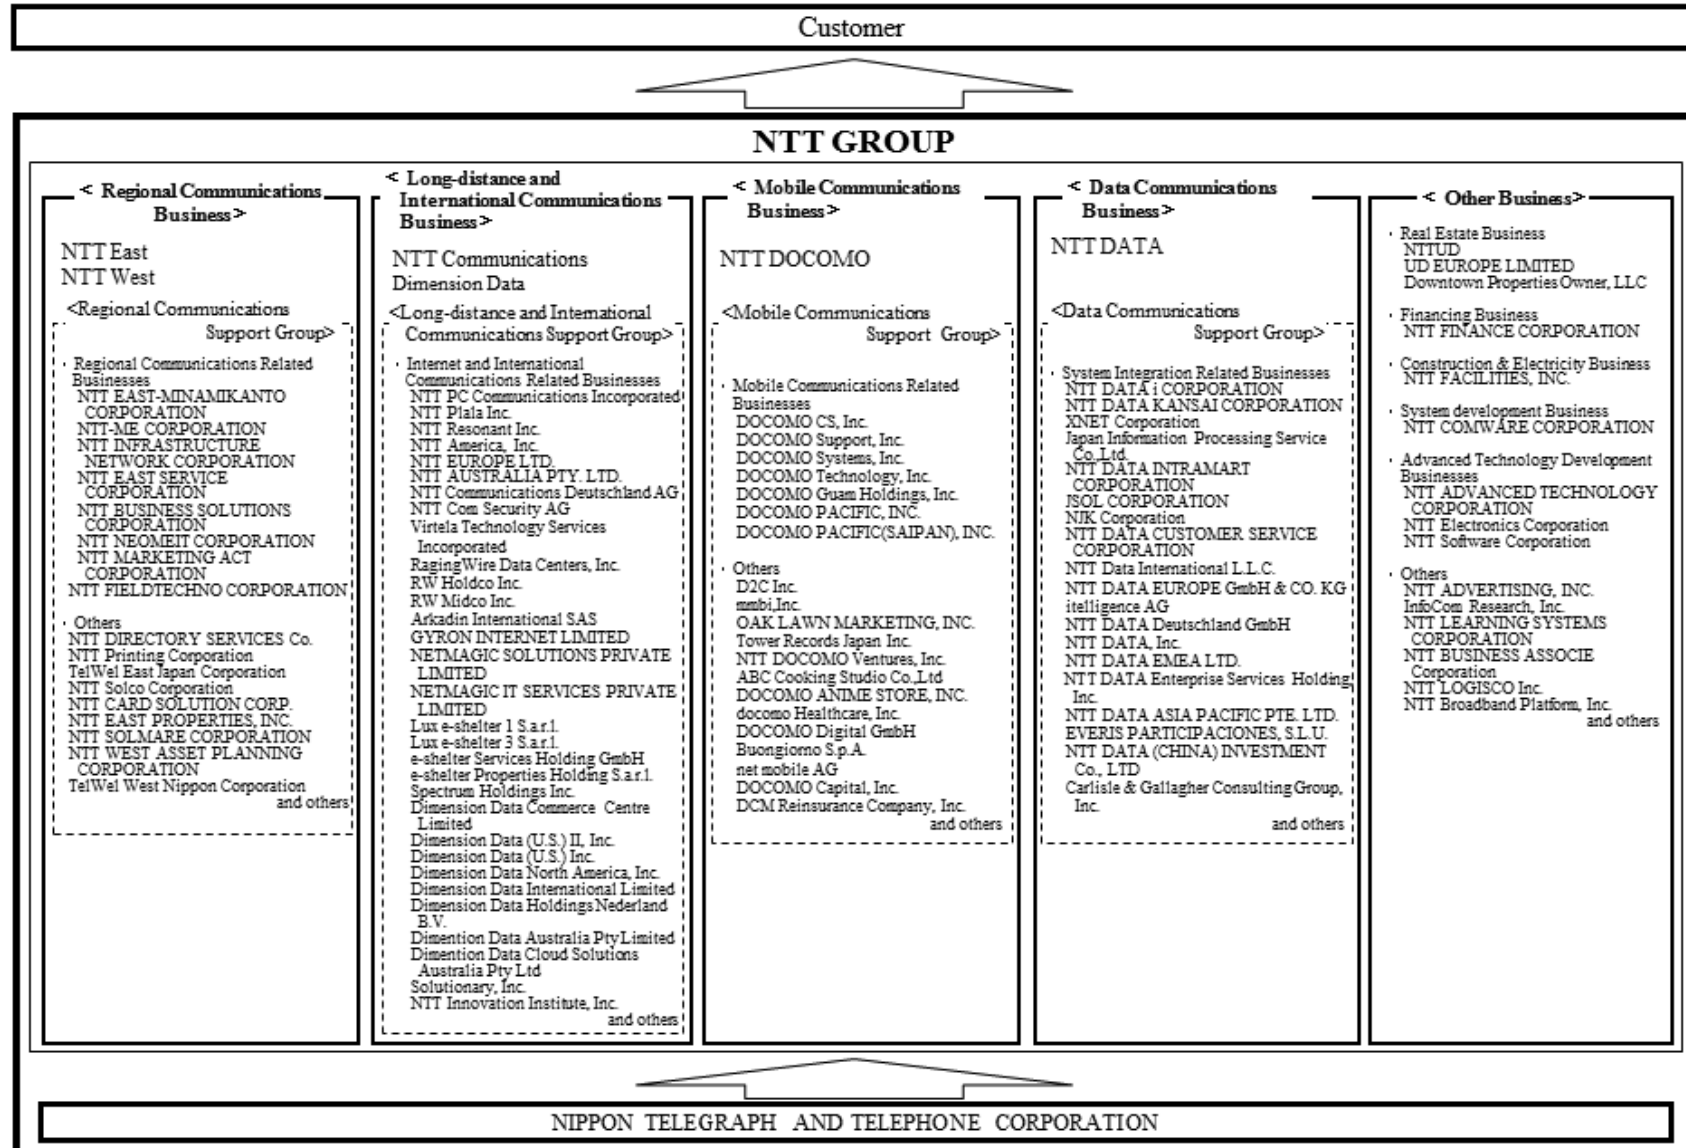 Customer
NTT GROUP
< Regional Communications
Business>
NTT East
NTT West
<Regional Communications
Support Group>
· Regional Communications Related
Businesses
NTT EAST-MINAMIKANTO
CORPORATION
NTT-ME CORPORATION
NTT INFRASTRUCTURE
NETWORK CORPORATION
NTT EAST SERVICE
CORPORATION
NTT BUSINESS SOLUTIONS
CORPORATION
NTT NEOMEIT CORPORATION
NTT MARKETING ACT
CORPORATION
NTT FIELDTECHNO CORPORATION
· Others
NTT DIRECTORY SERVICES Co.
NTT Printing Corporation
TelWel East Japan Corporation
NTT Solco Corporation
NTT CARD SOLUTION CORP.
NTT EAST PROPERTIES, INC.
NTT SOLMARE CORPORATION
NTT WEST ASSET PLANNING
CORPORATION
TelWel West Nippon Corporation
and others
< Long-distance and
International Communications
Business>
NTT Communications
Dimension Data
<Long-distance and International
Communications Support Group>
· Internet and International
Communications Related Businesses
NTT PC Communications Incorporated
NTT Plala Inc.
NTT Resonant Inc.
NTT America, Inc.
NTT EUROPE LTD.
NTT AUSTRALIA PTY. LTD.
NTT Communications Deutschland AG
NTT Com Security AG
Virtela Technology Services
Incorporated
RagingWire Data Centers, Inc.
RW Holdco Inc.
RW Midco Inc.
Arkadin International SAS
GYRON INTERNET LIMITED
NETMAGIC SOLUTIONS PRIVATE
LIMITED
NETMAGIC IT SERVICES PRIVATE
LIMITED
Lux e-shelter 1 S.a.r.l.
Lux e-shelter 3 S.a.r.l.
e-shelter Services Holding GmbH
e-shelter Properties Holding S.a.r.l.
Spectrum Holdings Inc.
Dimension Data Commerce Centre
Limited
Dimension Data (U.S.) II, Inc.
Dimension Data (U.S.) Inc.
Dimension Data North America, Inc.
Dimension Data International Limited
Dimension Data Holdings Nederland
B.V.
Dimention Data Australia Pty Limited
Dimention Data Cloud Solutions
Australia Pty Ltd
Solutionary, Inc.
NTT Innovation Institute, Inc.
and others
< Mobile Communications
Business>
NTT DOCOMO
<Mobile Communications
Support Group>
· Mobile Communications Related
Businesses
DOCOMO CS, Inc.
DOCOMO Support, Inc.
DOCOMO Systems, Inc.
DOCOMO Technology, Inc.
DOCOMO Guam Holdings, Inc.
DOCOMO PACIFIC, INC.
DOCOMO PACIFIC(SAIPAN), INC.
· Others
D2C Inc.
mmbi,Inc.
OAK LAWN MARKETING, INC.
Tower Records Japan Inc.
NTT DOCOMO Ventures, Inc.
ABC Cooking Studio Co.,Ltd
DOCOMO ANIME STORE, INC.
docomo Healthcare, Inc.
DOCOMO Digital GmbH
Buongiorno S.p.A.
net mobile AG
DOCOMO Capital, Inc.
DCM Reinsurance Company, Inc.
and others
< Data Communications
Business>
NTT DATA
<Data Communications
Support Group>
· System Integration Related Businesses
NTT DATA i CORPORATION
NTT DATA KANSAI CORPORATION
XNET Corporation
Japan Information Processing Service
Co.,Ltd.
NTT DATA INTRAMART
CORPORATION
JSOL CORPORATION
NJK Corporation
NTT DATA CUSTOMER SERVICE
CORPORATION
NTT Data International L.L.C.
NTT DATA EUROPE GmbH & CO. KG
itelligence AG
NTT DATA Deutschland GmbH
NTT DATA, Inc.
NTT DATA EMEA LTD.
NTT DATA Enterprise Services Holding
Inc.
NTT DATA ASIA PACIFIC PTE. LTD.
EVERIS PARTICIPACIONES, S.L.U.
NTT DATA (CHINA) INVESTMENT
Co., LTD
Carlisle & Gallagher Consulting Group,
Inc.
and others
< Other Business>
· Real Estate Business
NTTUD
UD EUROPE LIMITED
Downtown Properties Owner, LLC
· Financing Business
NTT FINANCE CORPORATION
· Construction & Electricity Business
NTT FACILITIES, INC.
· System development Business
NTT COMWARE CORPORATION
· Advanced Technology Development
Businesses
NTT ADVANCED TECHNOLOGY
CORPORATION
NTT Electronics Corporation
NTT Software Corporation
· Others
NTT ADVERTISING, INC.
InfoCom Research, Inc.
NTT LEARNING SYSTEMS
CORPORATION
NTT BUSINESS ASSOCIE
Corporation
NTT LOGISCO Inc.
NTT Broadband Platform, Inc.
and others
NIPPON TELEGRAPH AND TELEPHONE CORPORATION